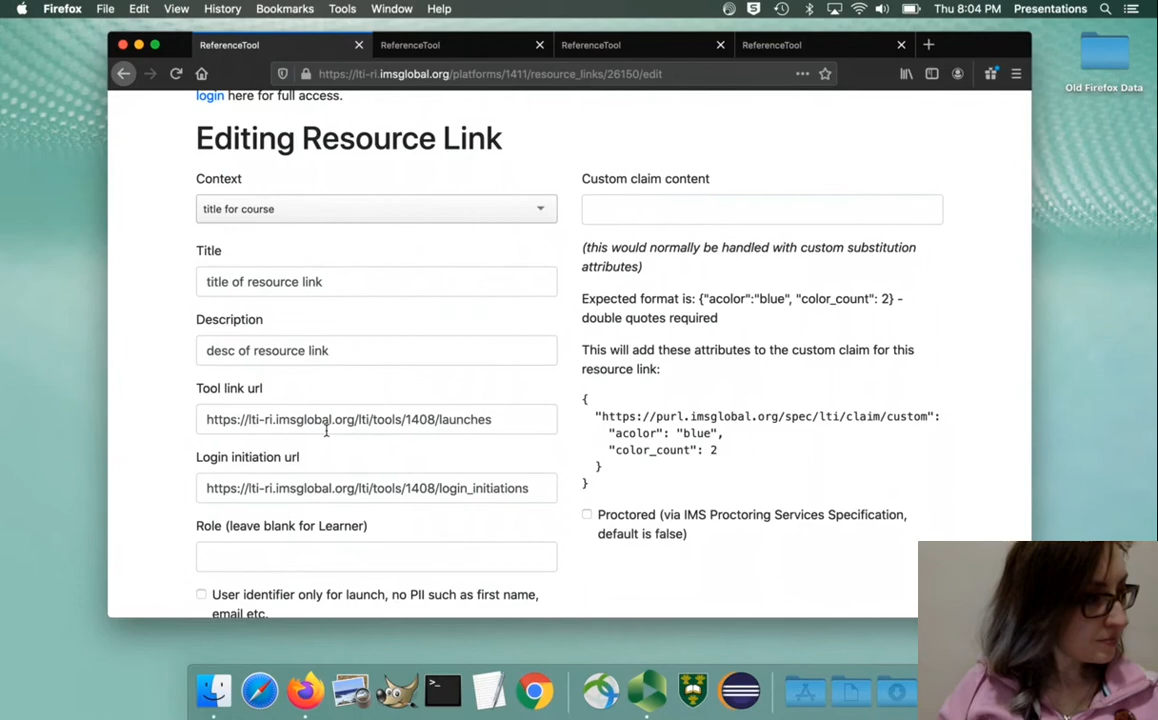 Firefox File Edit View History Bookmarks Tools Window Help
Thu 8:04 PM Presentations
ReferenceTool
ReferenceTool
ReferenceTool
ReferenceTool
https://lti-ri.imsglobal.org/platforms/1411/resource_links/26150/edit
Old Firefox Data
login here for full access.
Editing Resource Link
Context
title for course
Title
title of resource link
Description
desc of resource link
Tool link url
https://lti-ri.imsglobal.org/lti/tools/1408/launches
Login initiation url
https://lti-ri.imsglobal.org/lti/tools/1408/login_initiations
Role (leave blank for Learner)
User identifier only for launch, no PII such as first name,
email etc.
Custom claim content
(this would normally be handled with custom substitution
attributes)
Expected format is: {"acolor":"blue", "color_count": 2} -
double quotes required
This will add these attributes to the custom claim for this
resource link:
{
"https://purl.imsglobal.org/spec/lti/claim/custom":
"acolor": "blue",
"color_count": 2
}
}
Proctored (via IMS Proctoring Services Specification,
default is false)